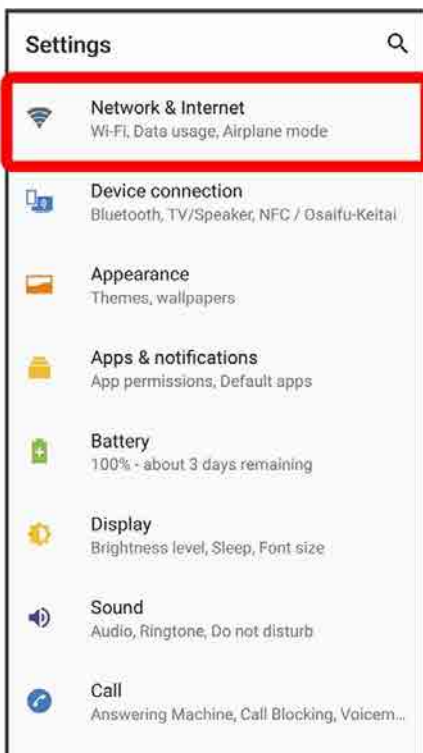 Settings
Network & Internet
Wi-Fi, Data usage, Airplane mode
Device connection
Bluetooth, TV/Speaker, NFC / Osaifu-Keitai
Appearance
Themes, wallpapers
Apps & notifications
App permissions, Default apps
Battery
100% - about 3 days remaining
Display
Brightness level, Sleep, Font size
Sound
Audio, Ringtone, Do not disturb
Call
Answering Machine, Call Blocking, Voicem...